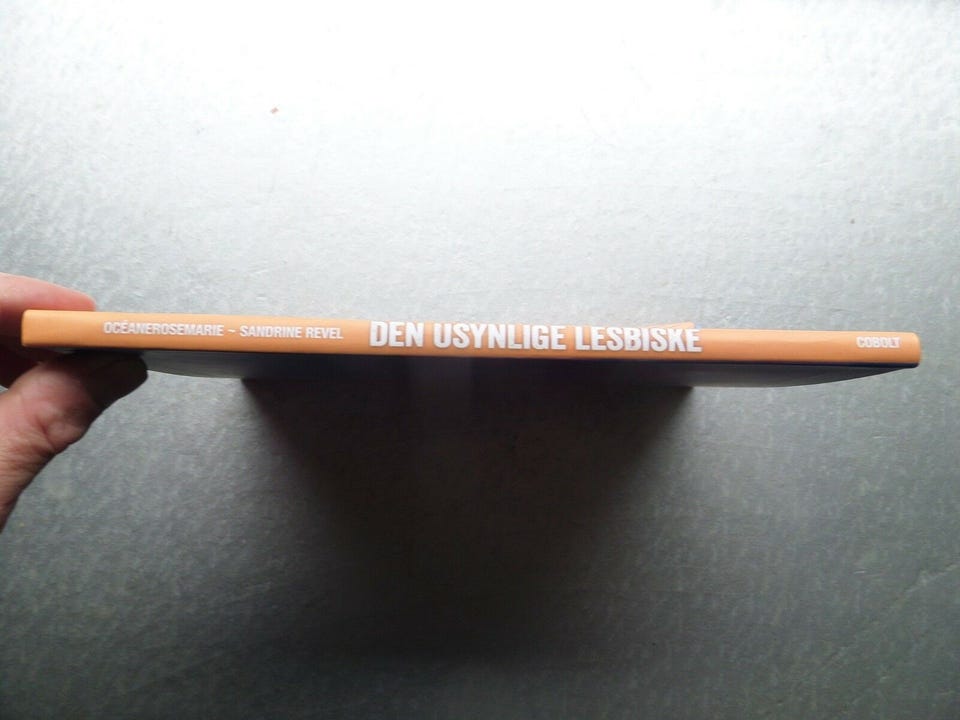 OCÉANEROSEMARIE ~ SANDRINE REVEL DEN USYNLIGE LESBISKE COBOLT